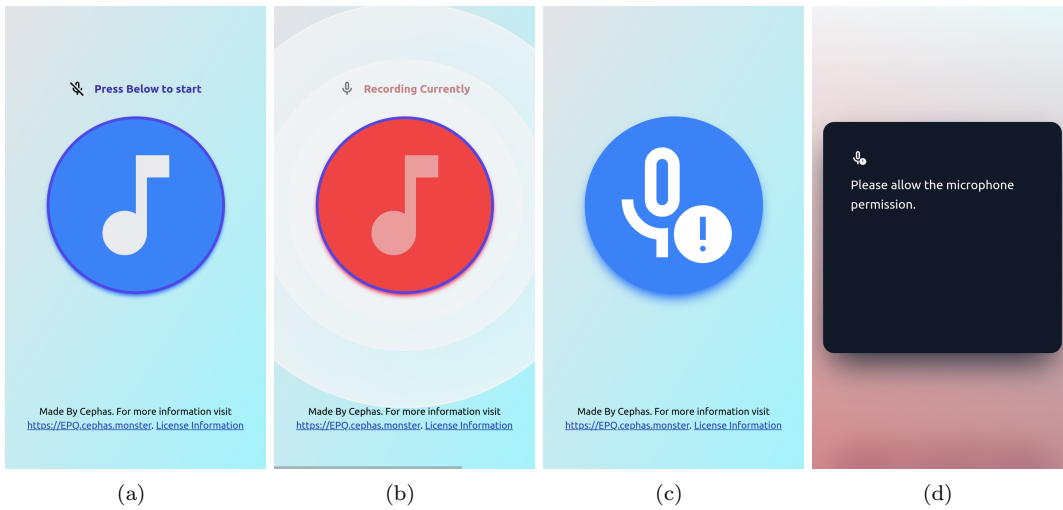 Press Below to start
Made By Cephas. For more information visit
https://EPQ.cephas.monster. License Information
(a)
Recording Currently
Made By Cephas. For more information visit
https://EPQ.cephas.monster. License Information
(b)
!
Made By Cephas. For more information visit
https://EPQ.cephas.monster. License Information
(c)
Please allow the microphone
permission.
(d)